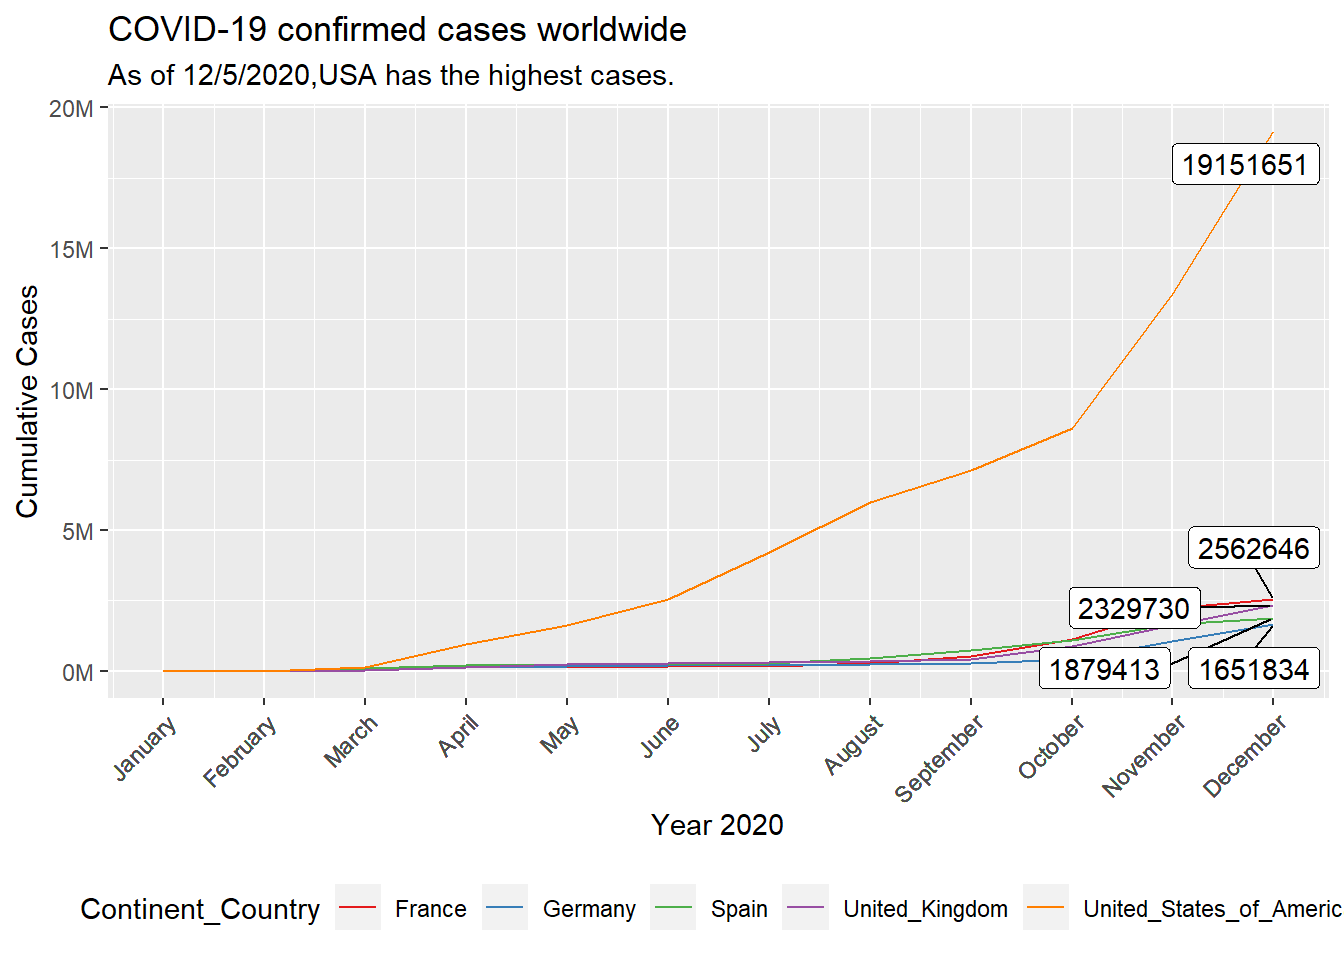 COVID-19 confirmed cases worldwide
As of 12/5/2020,USA has the highest cases.
Cumulative Cases
20M
15M
10M
5M
0M
19151651
2562646
2329730
1879413
1651834
January
February
March
April
May
June
July
August
September
October
November
December
Year 2020
Continent_Country
France
Germany
Spain
United_Kingdom
United_States_of_Americ